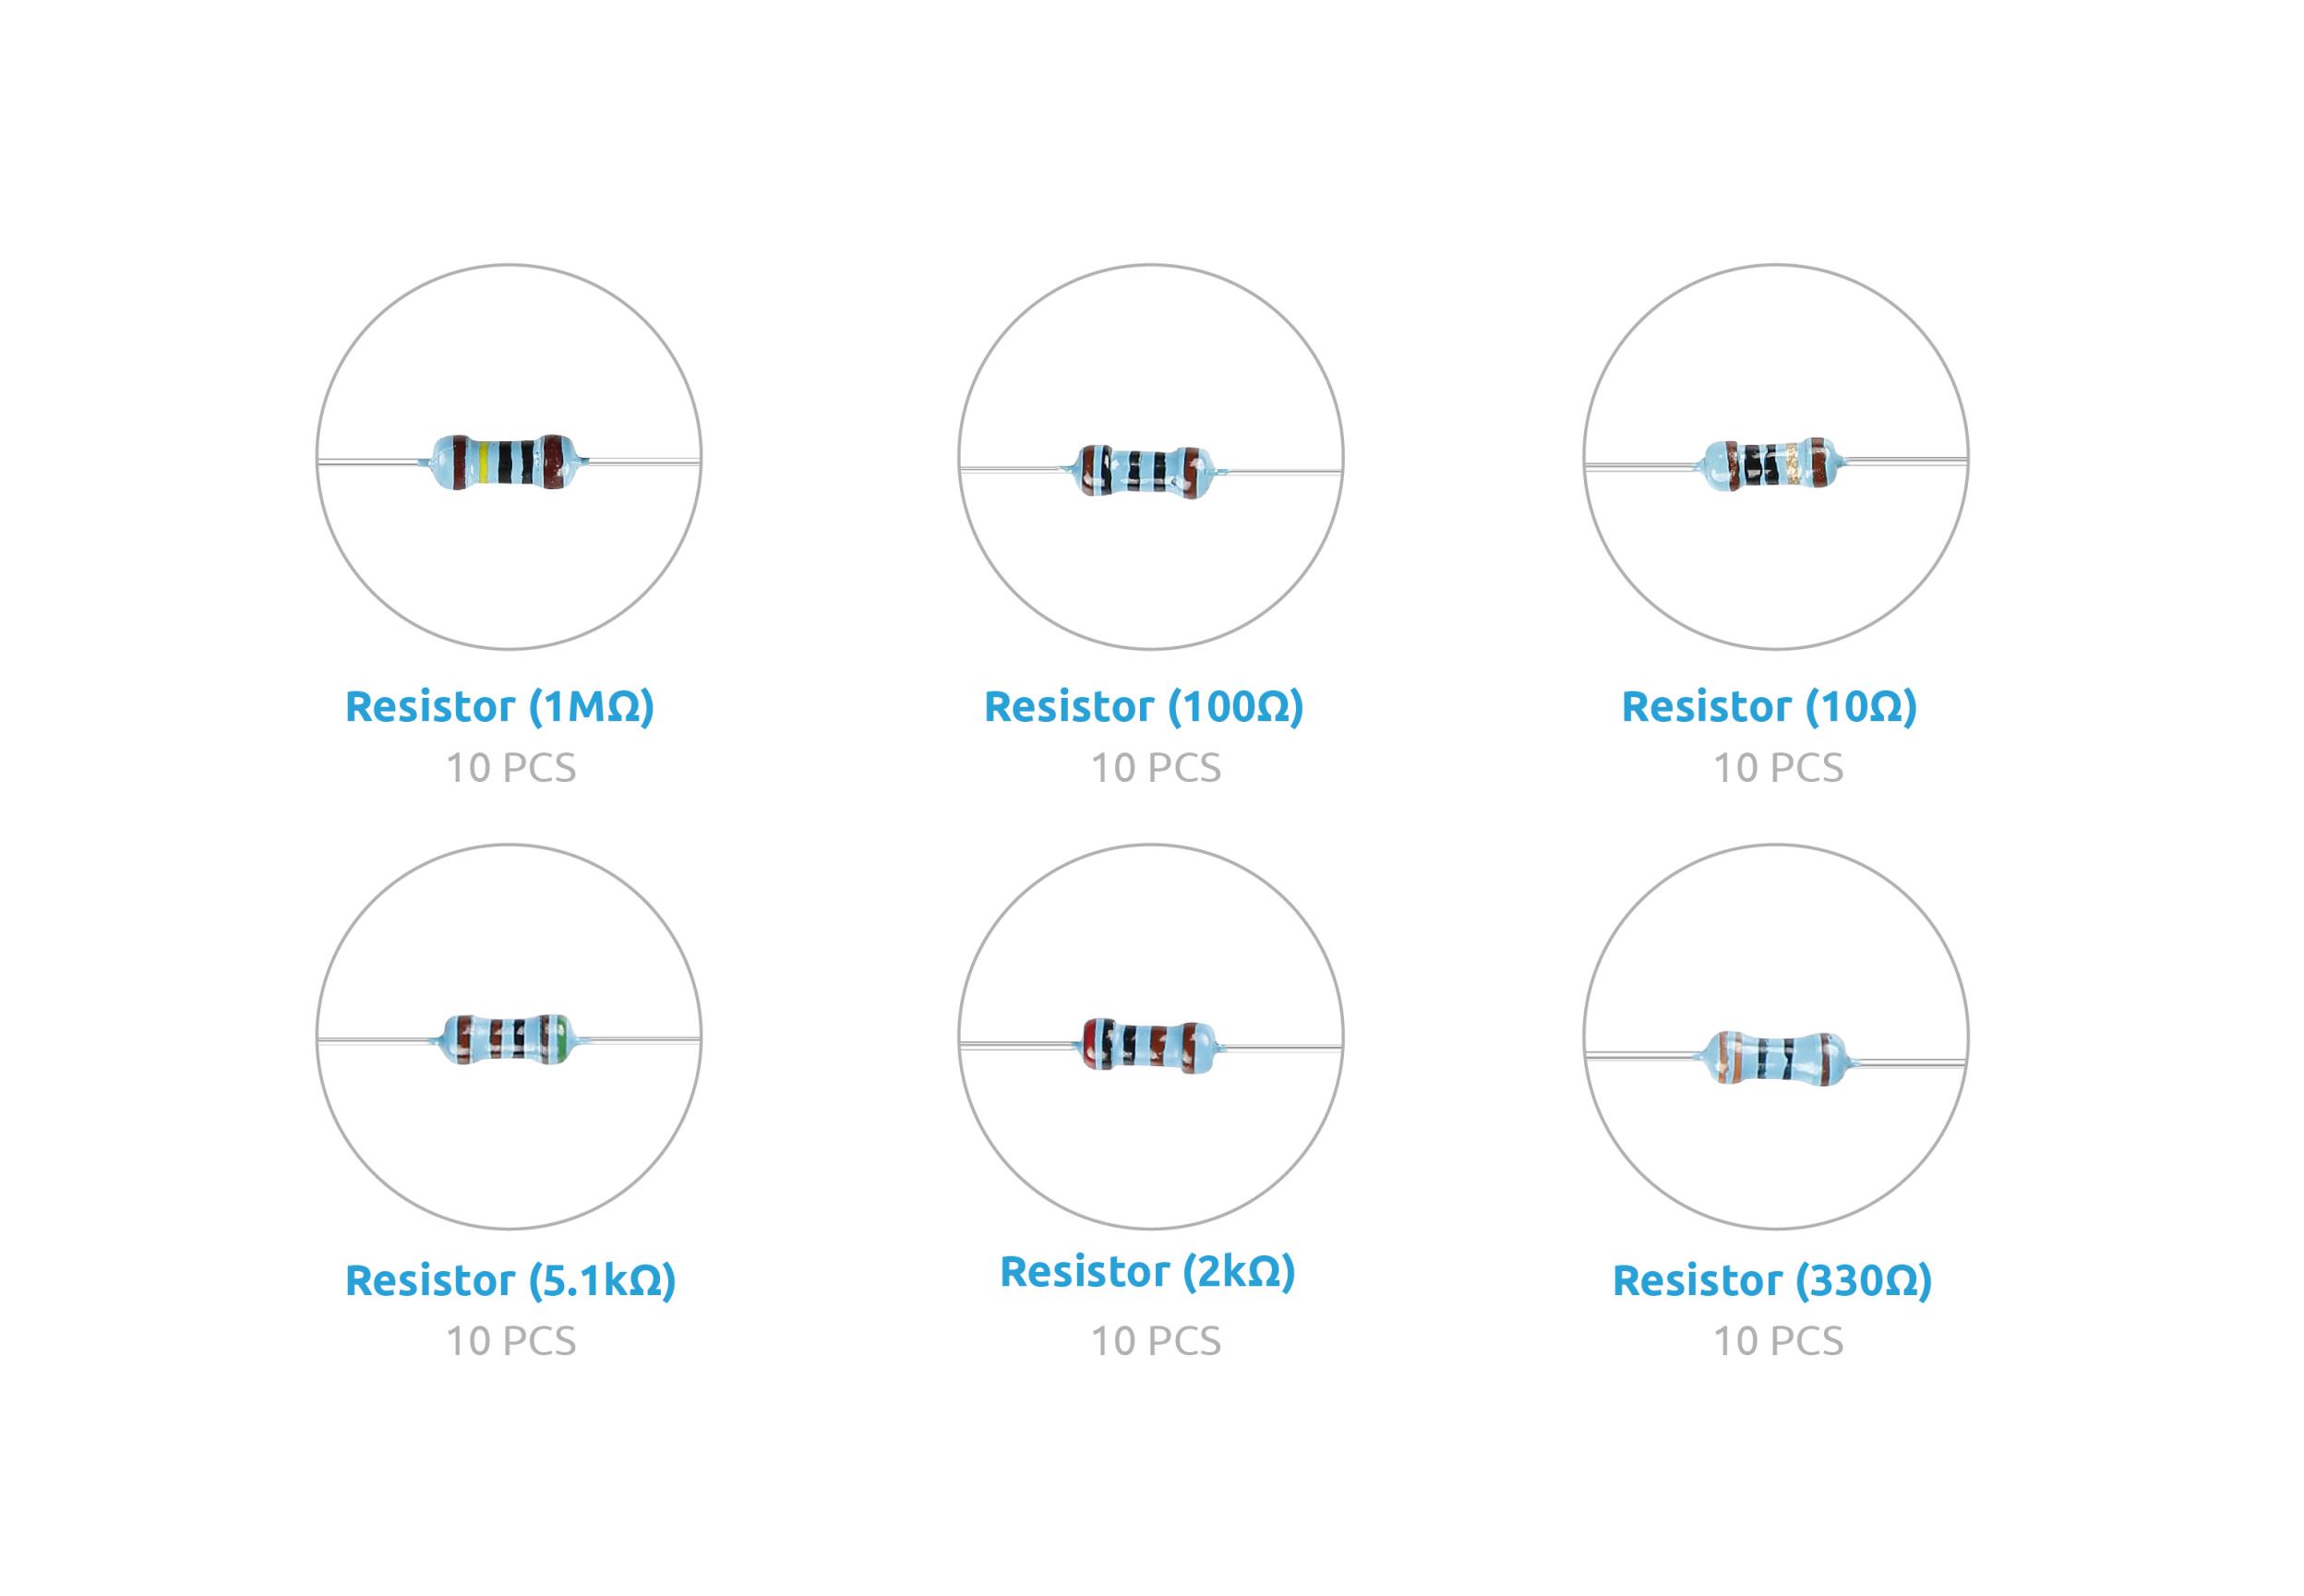 Resistor (1MΩ)
10 PCS
Resistor (100Ω)
10 PCS
Resistor (10Ω)
10 PCS
Resistor (5.1kΩ)
10 PCS
Resistor (2kΩ)
10 PCS
Resistor (330Ω)
10 PCS